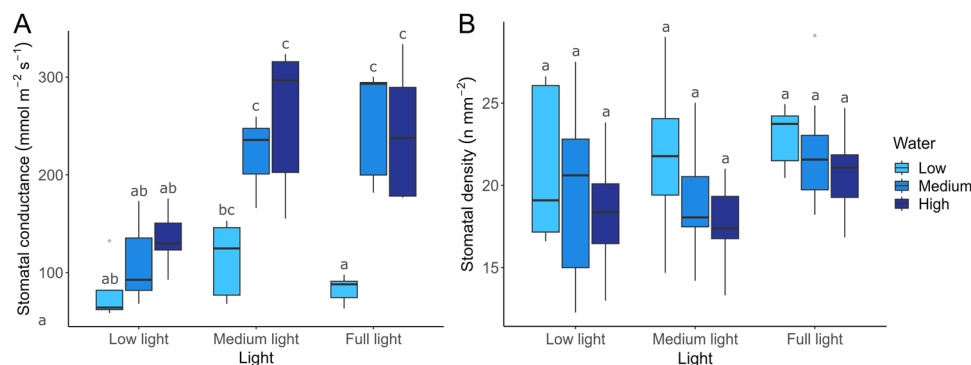 A
Stomatal conductance (mmol m⁻² s⁻¹)
300
200
100
a
ab
ab
ab
bc
c
c
a
c
c
Low light
Medium light
Full light
Light
B
Stomatal density (n mm⁻²)
25
20
15
a
a
a
a
a
a
a
a
a
Low light
Medium light
Full light
Light
Water
Low
Medium
High